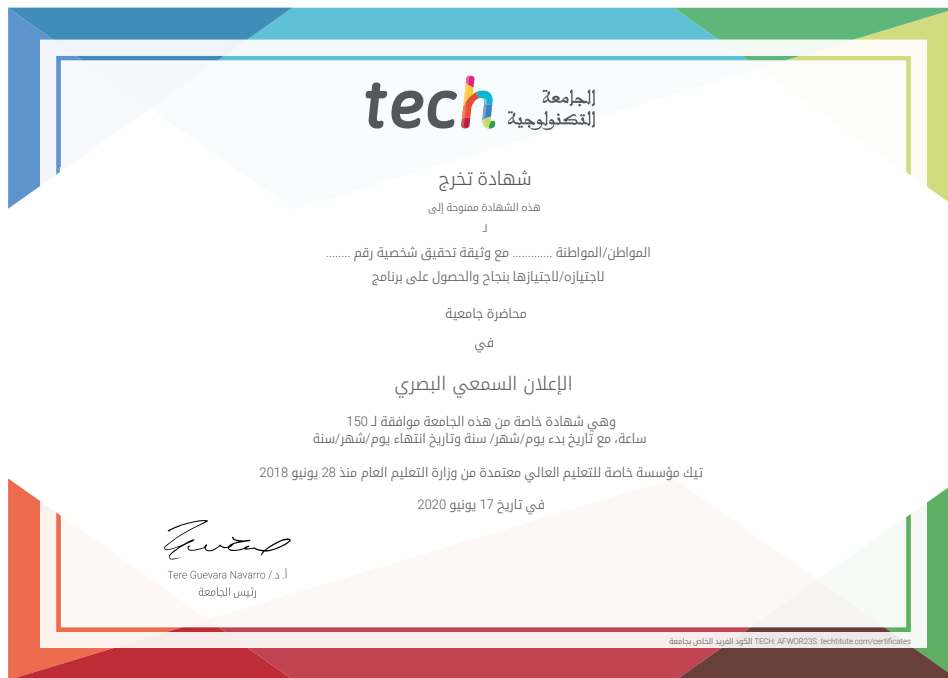 tech الجامعة
التكنولوجية
شهادة تخرج
هذه الشهادة ممنوحة إلى
لـ
المواطن/المواطنة ............ مع وثيقة تحقيق شخصية رقم ........
لاجتيازه/لاجتيازها بنجاح والحصول على برنامج
محاضرة جامعية
في
الإعلان السمعي البصري
وهي شهادة خاصة من هذه الجامعة موافقة لـ 150
ساعة، مع تاريخ بدء يوم/شهر/ سنة وتاريخ انتهاء يوم/شهر/سنة
تيك مؤسسة خاصة للتعليم العالي معتمدة من وزارة التعليم العام منذ 28 يونيو 2018
في تاريخ 17 يونيو 2020
أ. د./ Tere Guevara Navarro
رئيس الجامعة
الكود الفريد الخاص بجامعة TECH: AFWOR23S techtitute.com/certificates